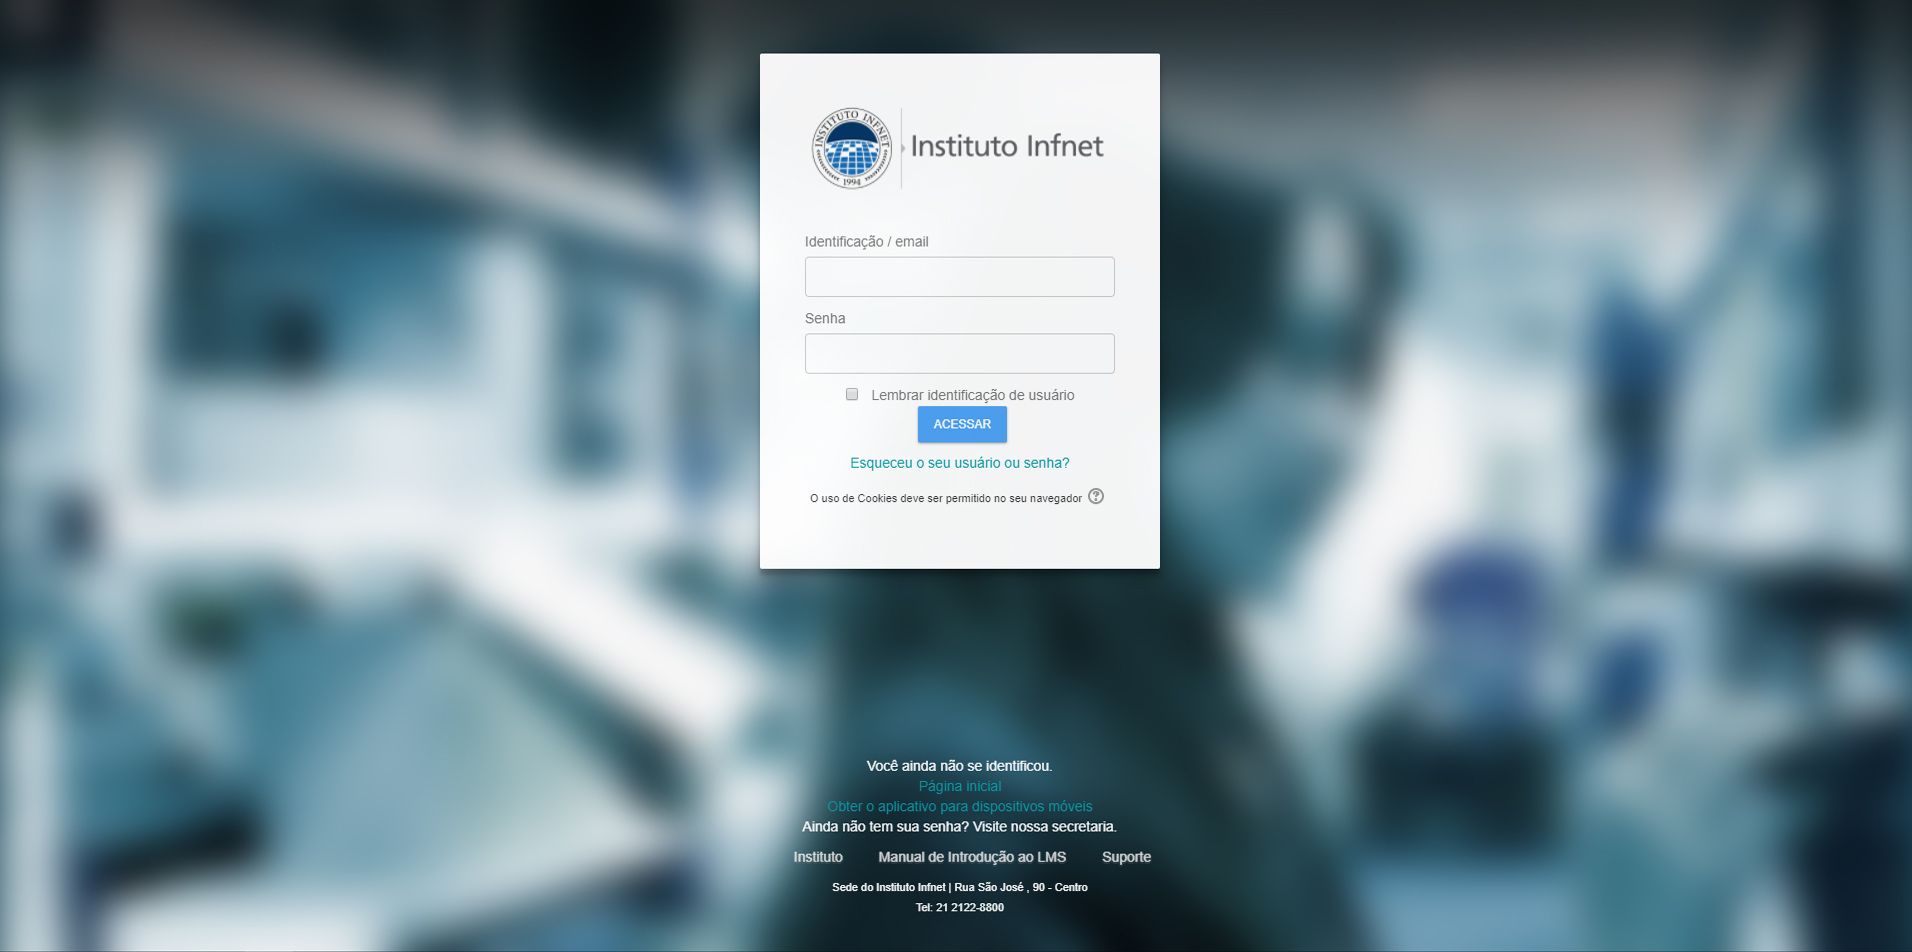 INSTITUTO INFNET
1994
Instituto Infnet
Identificação / email
Senha
Lembrar identificação de usuário
ACESSAR
Esqueceu o seu usuário ou senha?
O uso de Cookies deve ser permitido no seu navegador ?
Você ainda não se identificou.
Página inicial
Obter o aplicativo para dispositivos móveis
Ainda não tem sua senha? Visite nossa secretaria.
Instituto Manual de Introdução ao LMS Suporte
Sede do Instituto Infnet | Rua São José , 90 - Centro
Tel: 21 2122-8800